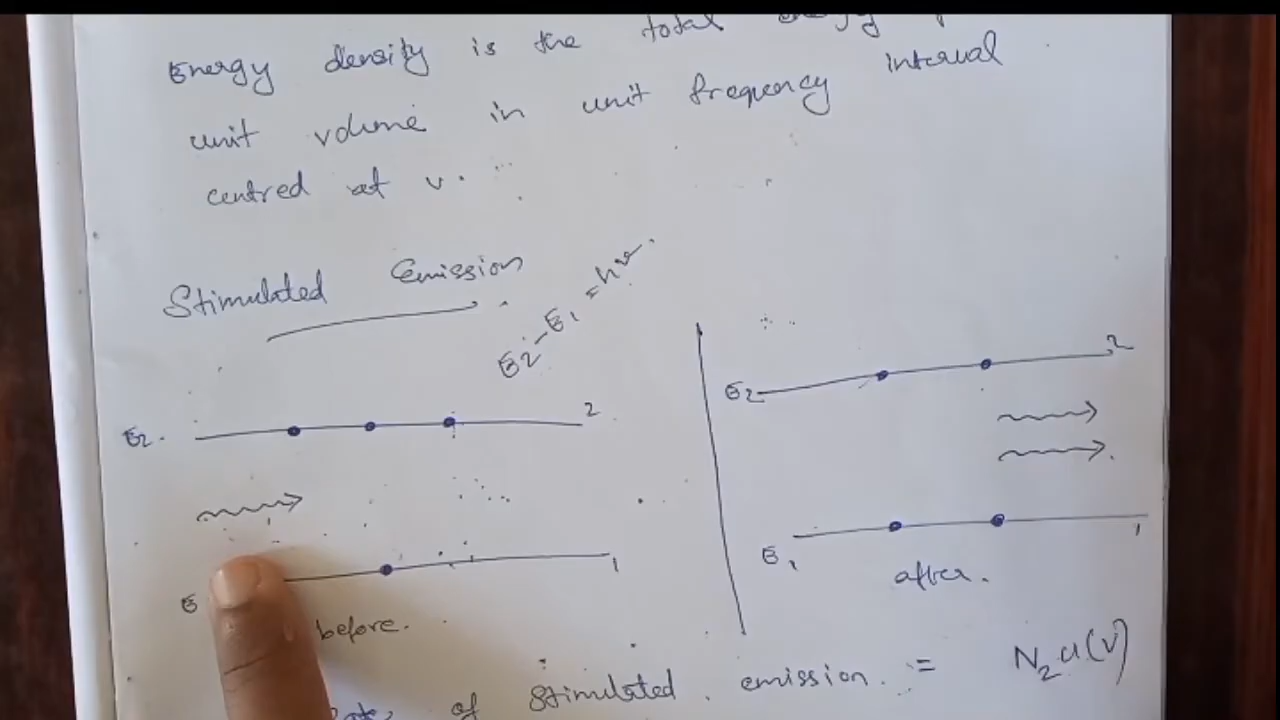 Energy density is the total energy
unit volume in unit frequency interval
centred at ν.
Stimulated Emission
E2 - E1 = hν.
E2. 2
E 1
before.
E2 2
E1 1
after.
of stimulated emission = N2 u(ν)